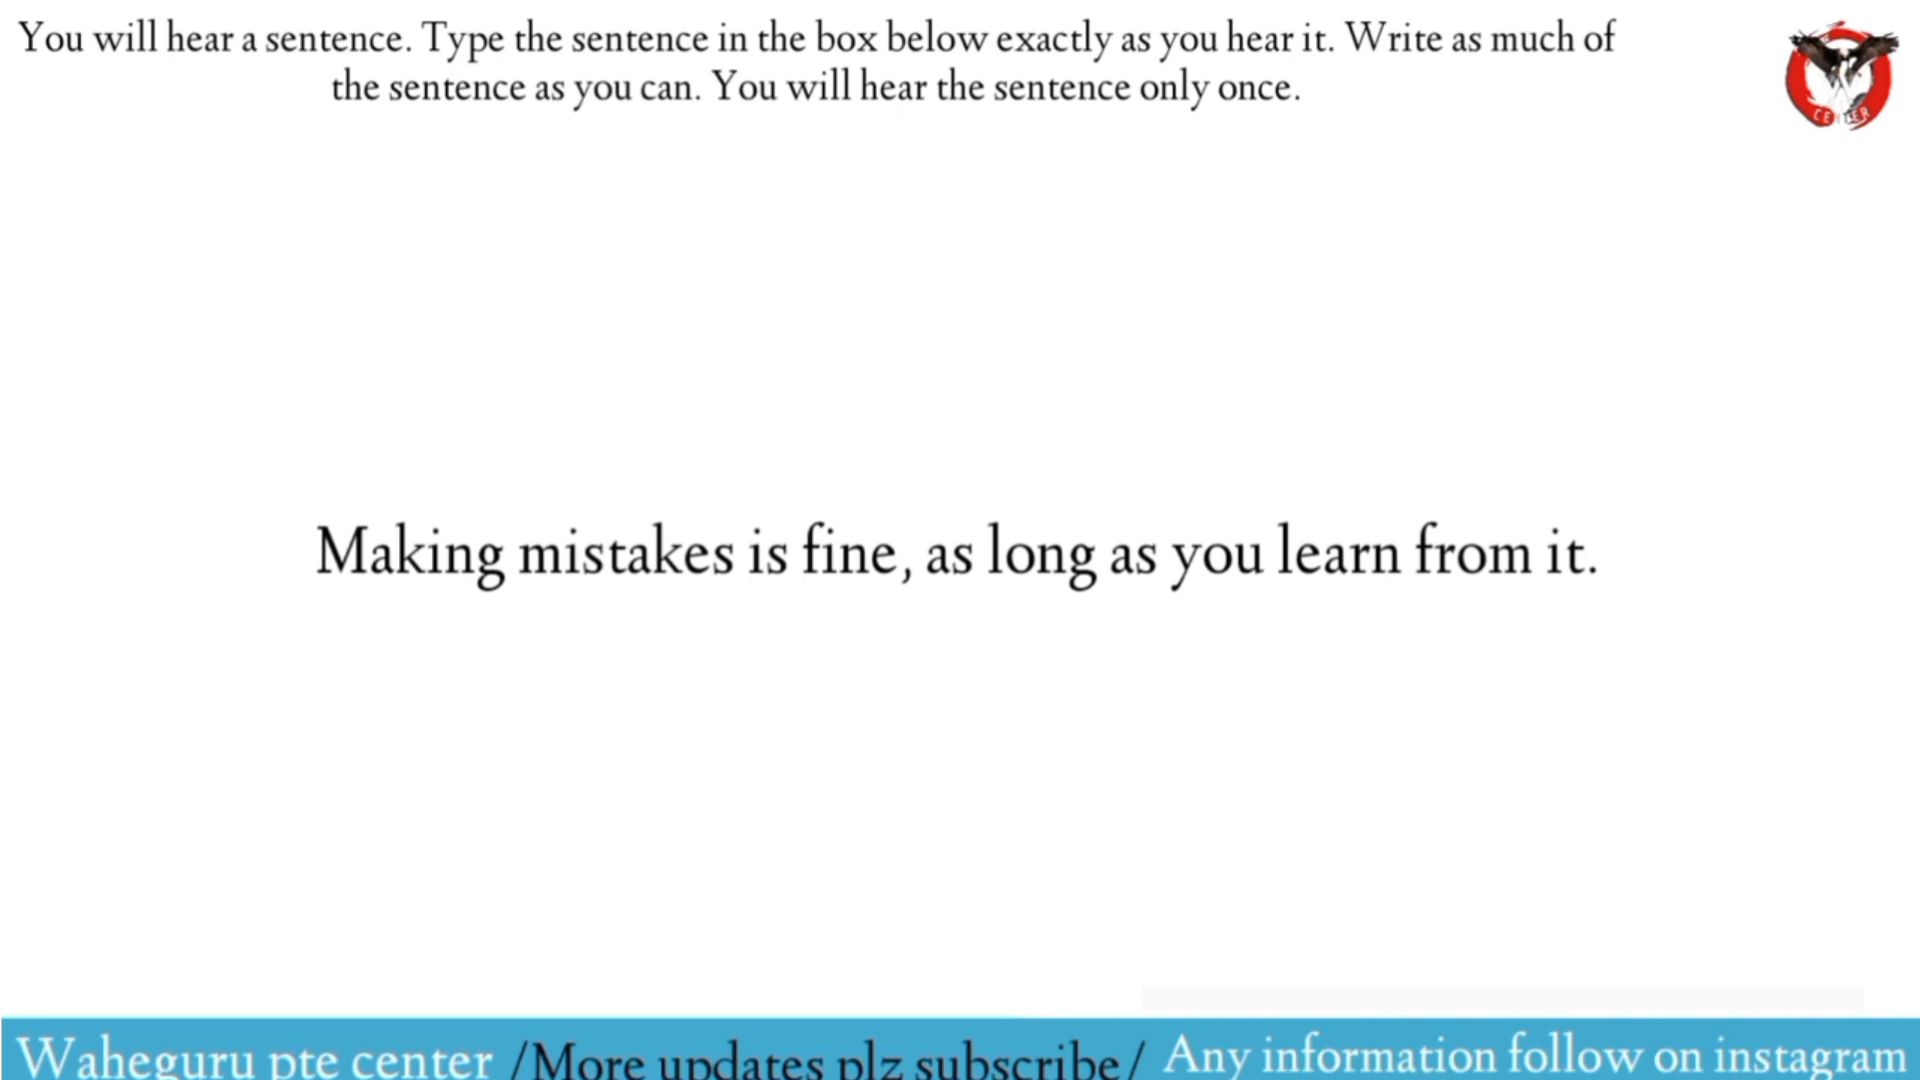 You will hear a sentence. Type the sentence in the box below exactly as you hear it. Write as much of
the sentence as you can. You will hear the sentence only once.
CENTER
Making mistakes is fine, as long as you learn from it.
Waheguru pte center /More updates plz subscribe/ Any information follow on instagram